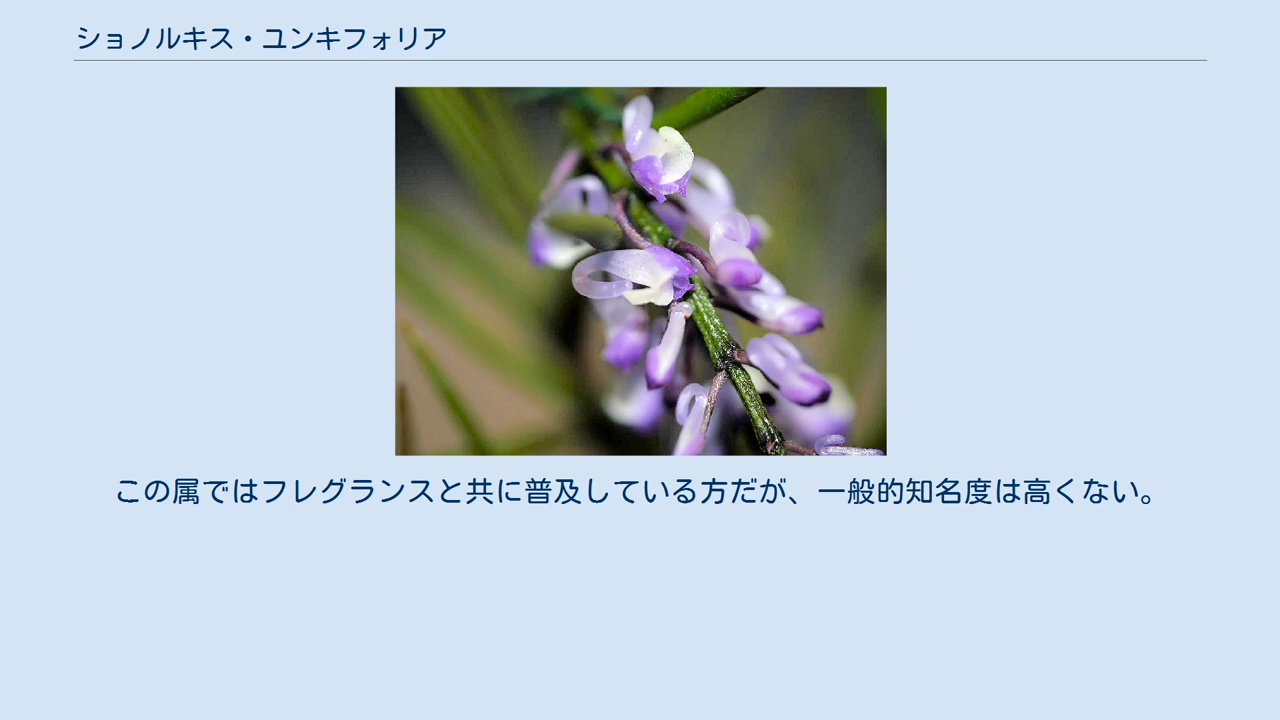 ショノルキス・ユンキフォリア
この属ではフレグランスと共に普及している方だが、一般的知名度は高くない。